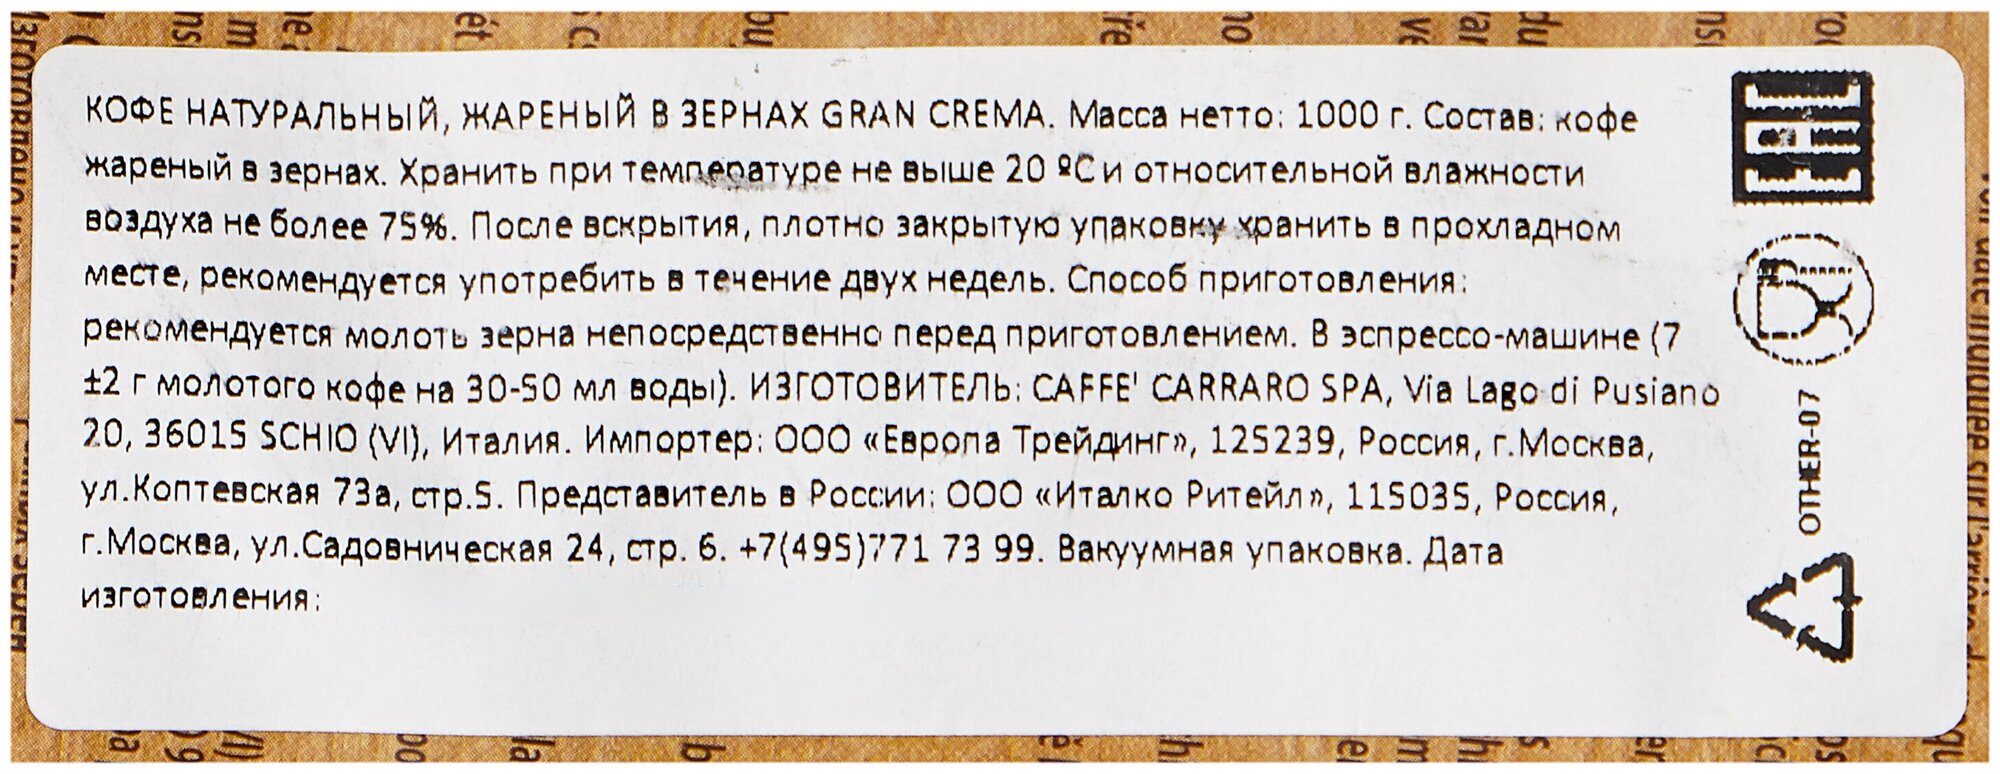 КОФЕ НАТУРАЛЬНЫЙ, ЖАРЕНЫЙ В ЗЕРНАХ GRAN CREMA. Масса нетто: 1000 г. Состав: кофе
жареный в зернах. Хранить при температуре не выше 20 ºС и относительной влажности
воздуха не более 75%. После вскрытия, плотно закрытую упаковку хранить в прохладном
месте, рекомендуется употребить в течение двух недель. Способ приготовления:
рекомендуется молоть зерна непосредственно перед приготовлением. В эспрессо-машине (7
±2 г молотого кофе на 30-50 мл воды). ИЗГОТОВИТЕЛЬ: CAFFE' CARRARO SPA, Via Lago di Pusiano
20, 36015 SCHIO (VI), Италия. Импортер: ООО «Европа Трейдинг», 125239, Россия, г.Москва,
ул.Коптевская 73а, стр.5. Представитель в России: ООО «Италко Ритейл», 115035, Россия,
г.Москва, ул.Садовническая 24, стр. 6. +7(495)771 73 99. Вакуумная упаковка. Дата
изготовления:
EAC
OTHER-07